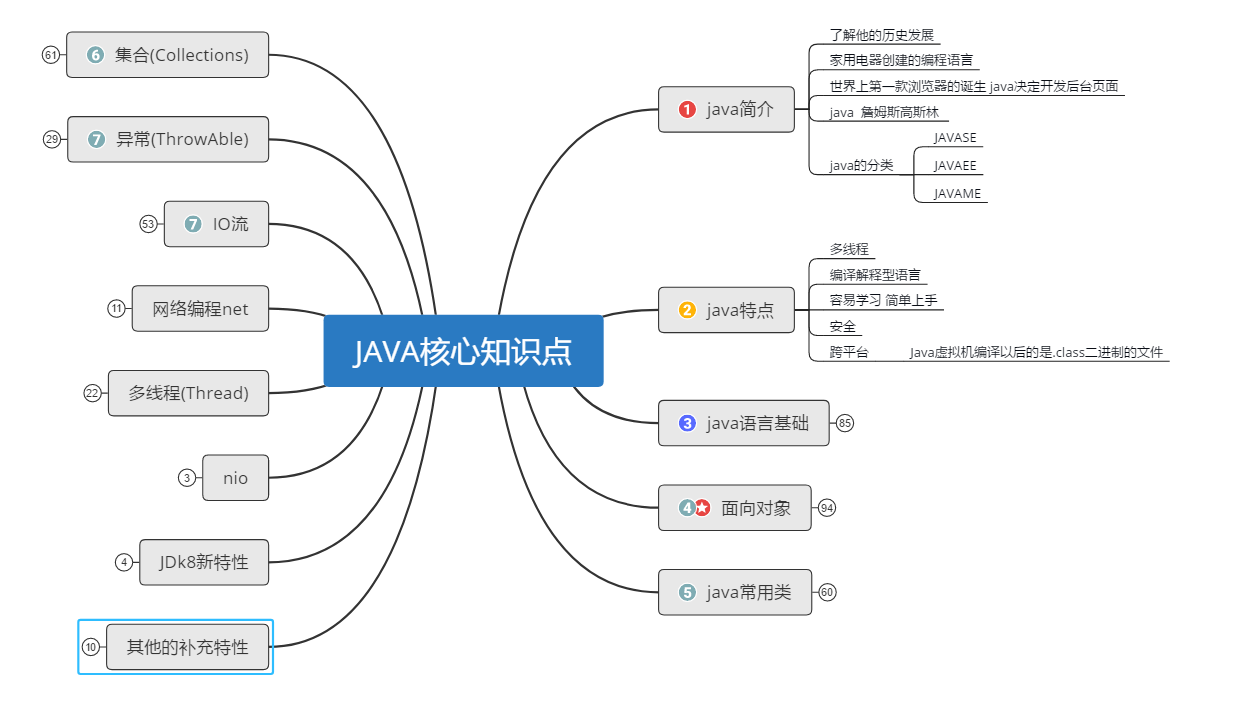 JAVA核心知识点
1 java简介
了解他的历史发展
家用电器创建的编程语言
世界上第一款浏览器的诞生 java决定开发后台页面
java 詹姆斯高斯林
java的分类
JAVASE
JAVAEE
JAVAME
2 java特点
多线程
编译解释型语言
容易学习 简单上手
安全
跨平台
Java虚拟机编译以后的是.class二进制的文件
3 java语言基础 85
4 面向对象 94
5 java常用类 60
61 6 集合(Collections)
29 7 异常(ThrowAble)
53 7 IO流
11 网络编程net
22 多线程(Thread)
3 nio
4 JDk8新特性
10 其他的补充特性